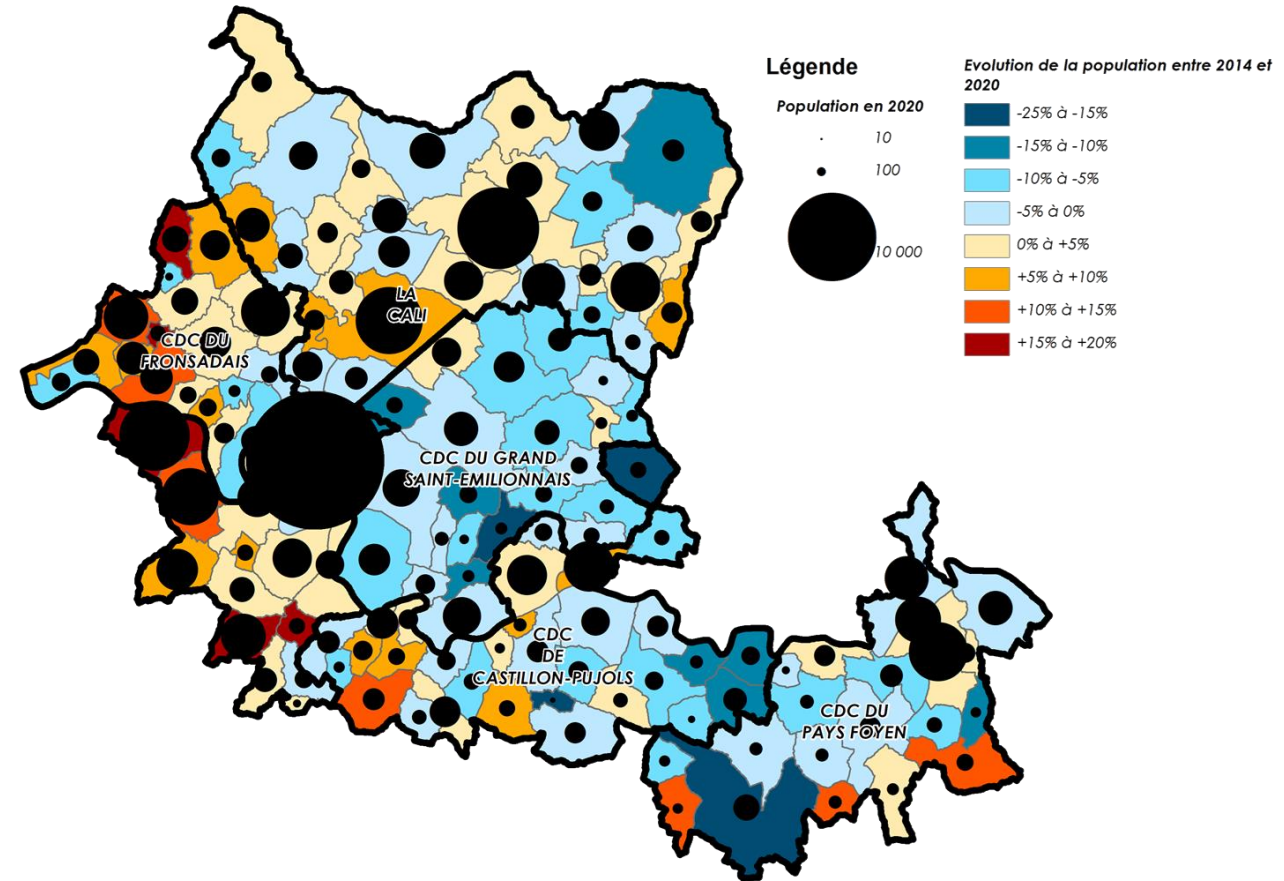 Légende
Population en 2020
10
100
10 000
Evolution de la population entre 2014 et
2020
-25% à -15%
-15% à -10%
-10% à -5%
-5% à 0%
0% à +5%
+5% à +10%
+10% à +15%
+15% à +20%
LA
CALI
CDC DU
FRONSADAIS
CDC DU GRAND
SAINT-EMILIONNAIS
CDC
DE
CASTILLON-PUJOLS
CDC DU
PAYS FOYEN